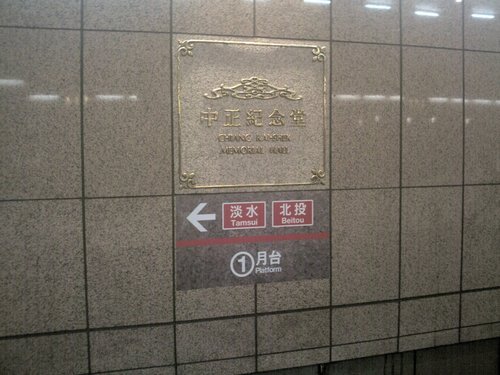 中正紀念堂
CHIANG KAI-SHEK
MEMORIAL HALL
淡水 北投
Tamsui Beitou
1 月台
Platform